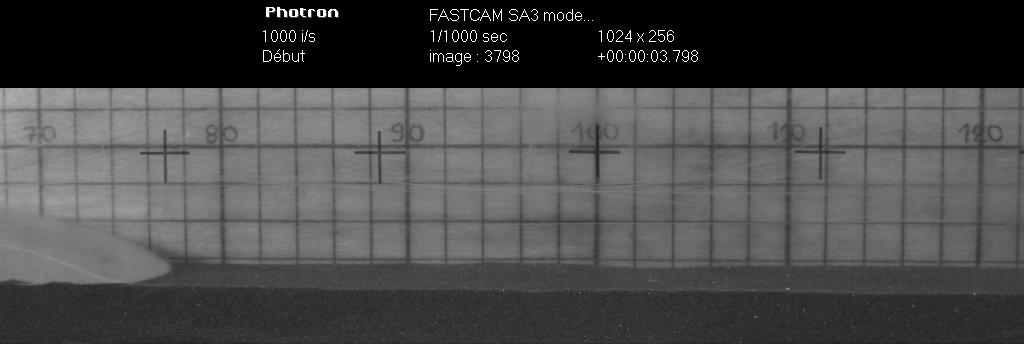 Photron FASTCAM SA3 mode...
1000 i/s 1/1000 sec 1024 x 256
Début image : 3798 +00:00:03.798
70 80 90 100 110 120